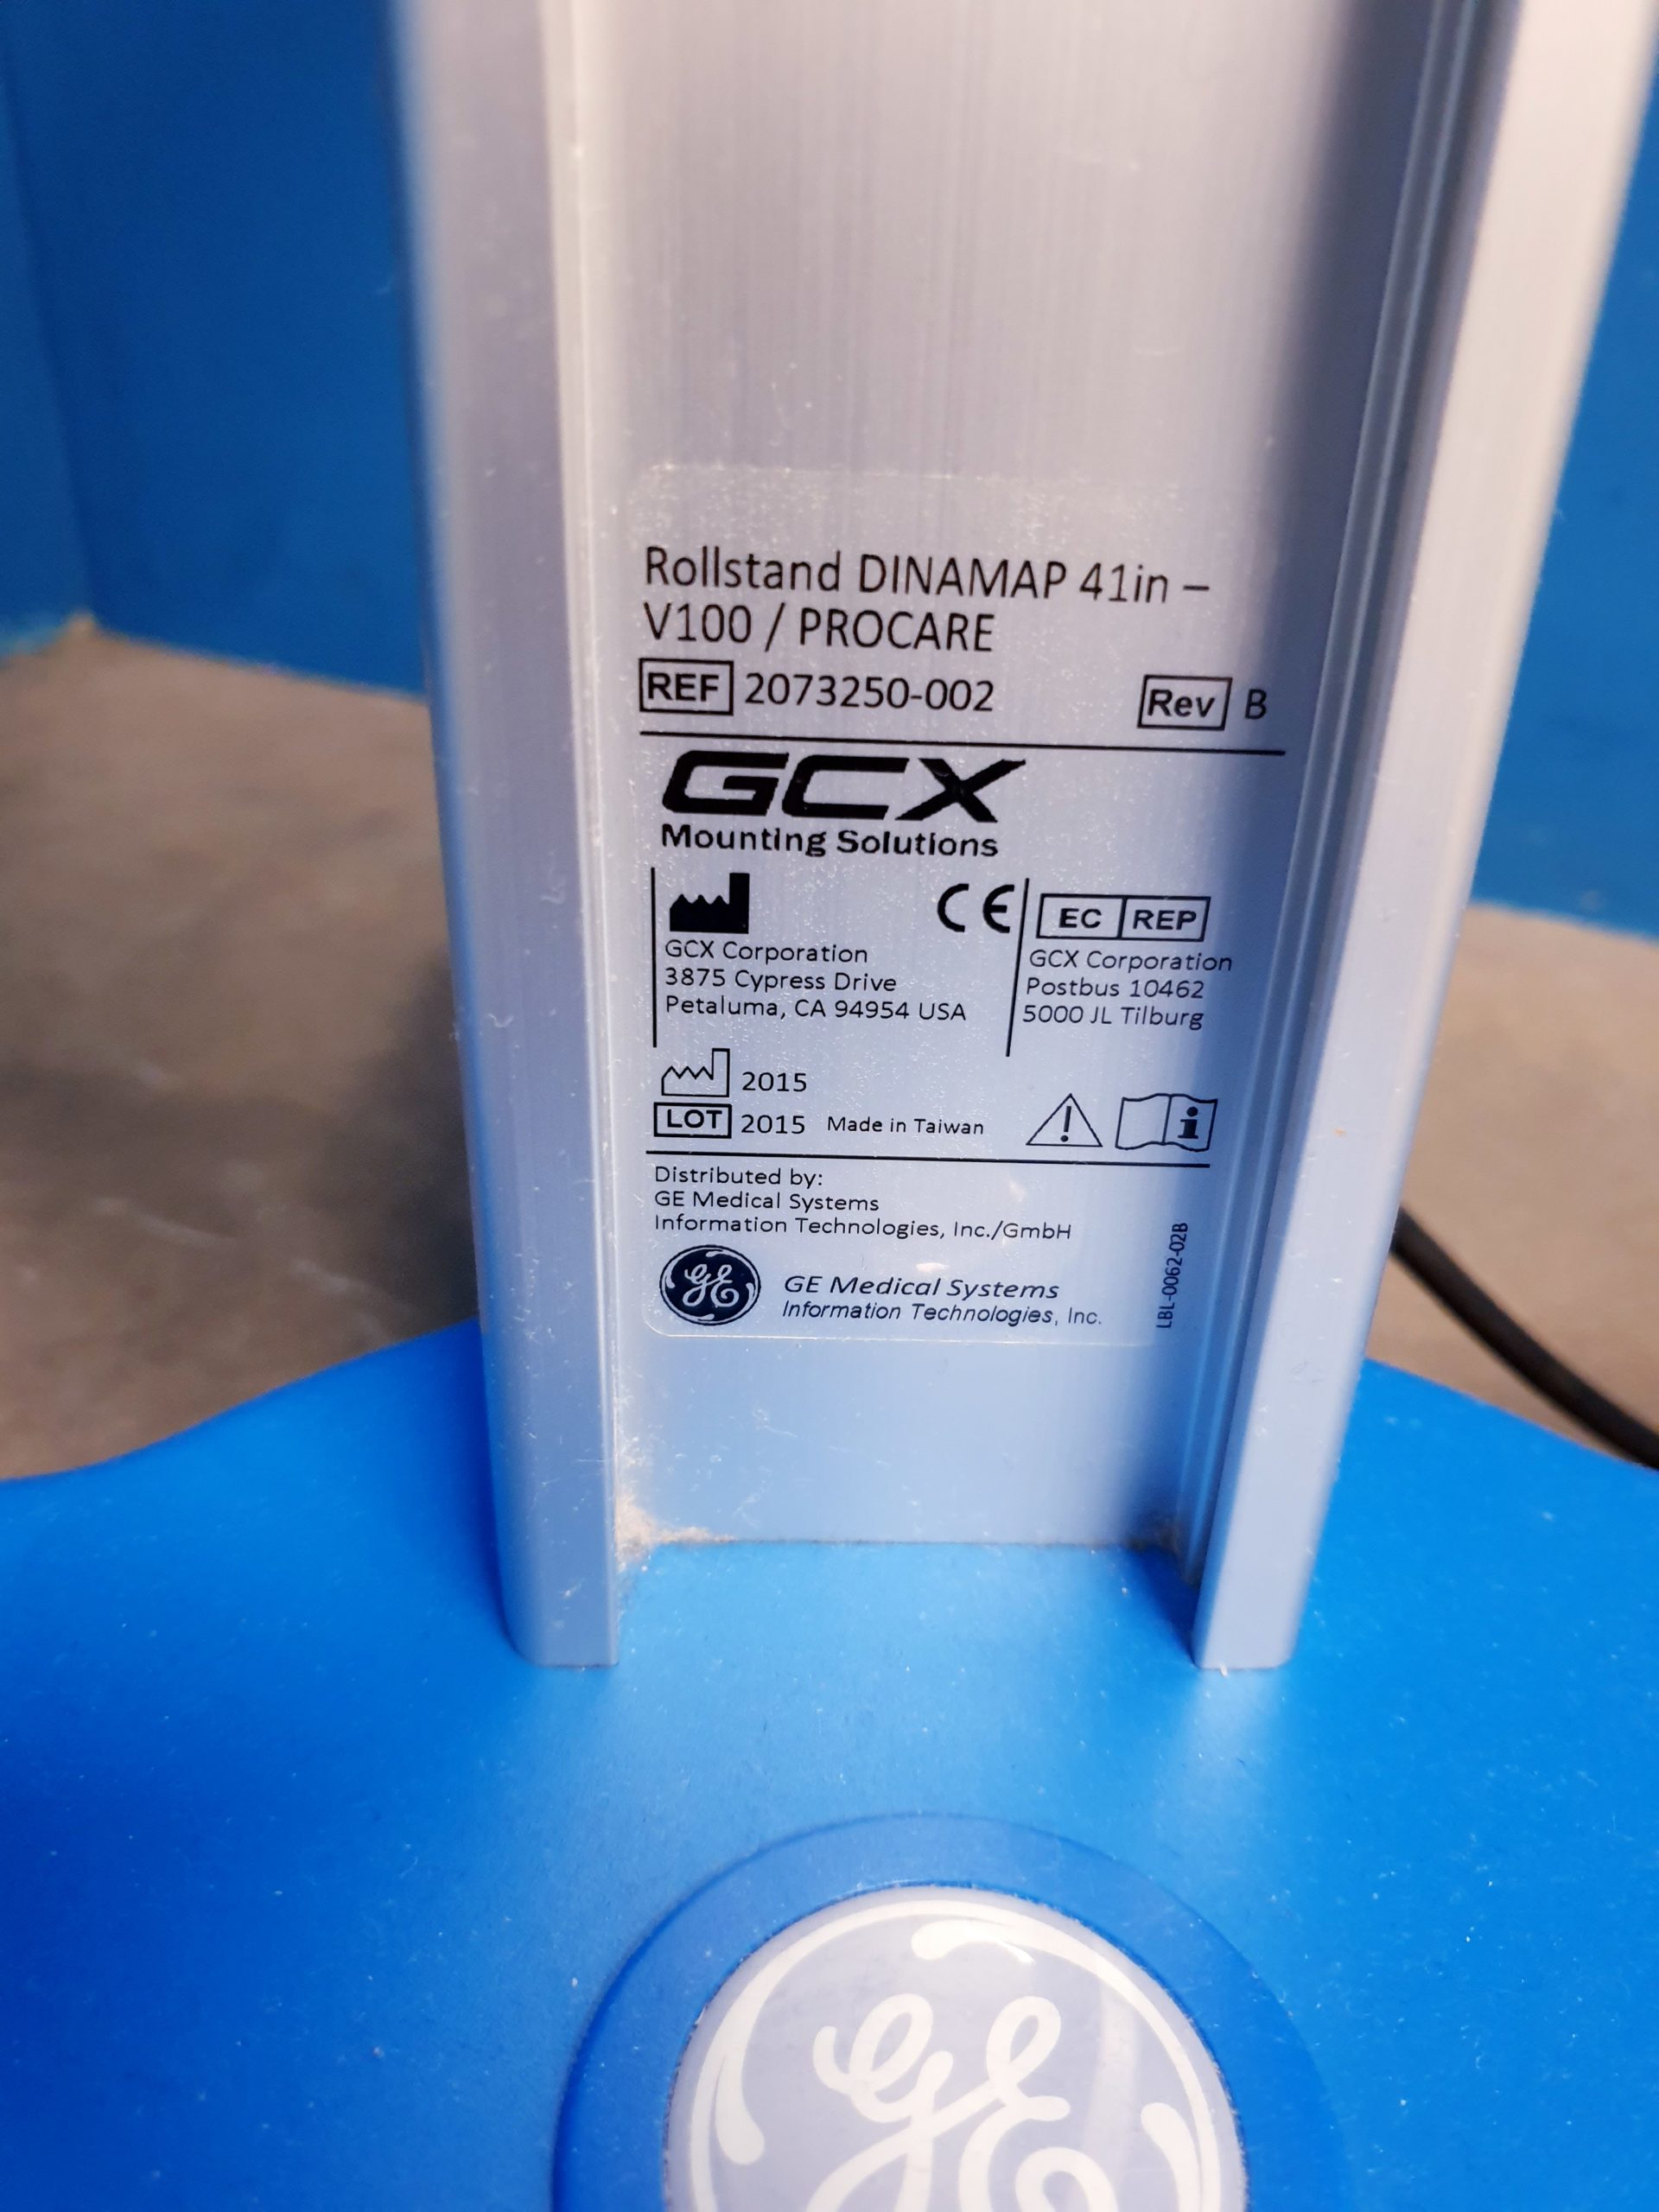 Rollstand DINAMAP 41in –
V100 / PROCARE
REF 2073250-002 Rev B
GCX
Mounting Solutions
CE EC REP
GCX Corporation
3875 Cypress Drive
Petaluma, CA 94954 USA
GCX Corporation
Postbus 10462
5000 JL Tilburg
2015
LOT 2015 Made in Taiwan
Distributed by:
GE Medical Systems
Information Technologies, Inc./GmbH
GE GE Medical Systems
Information Technologies, Inc.
LBL-0062-02B
GE